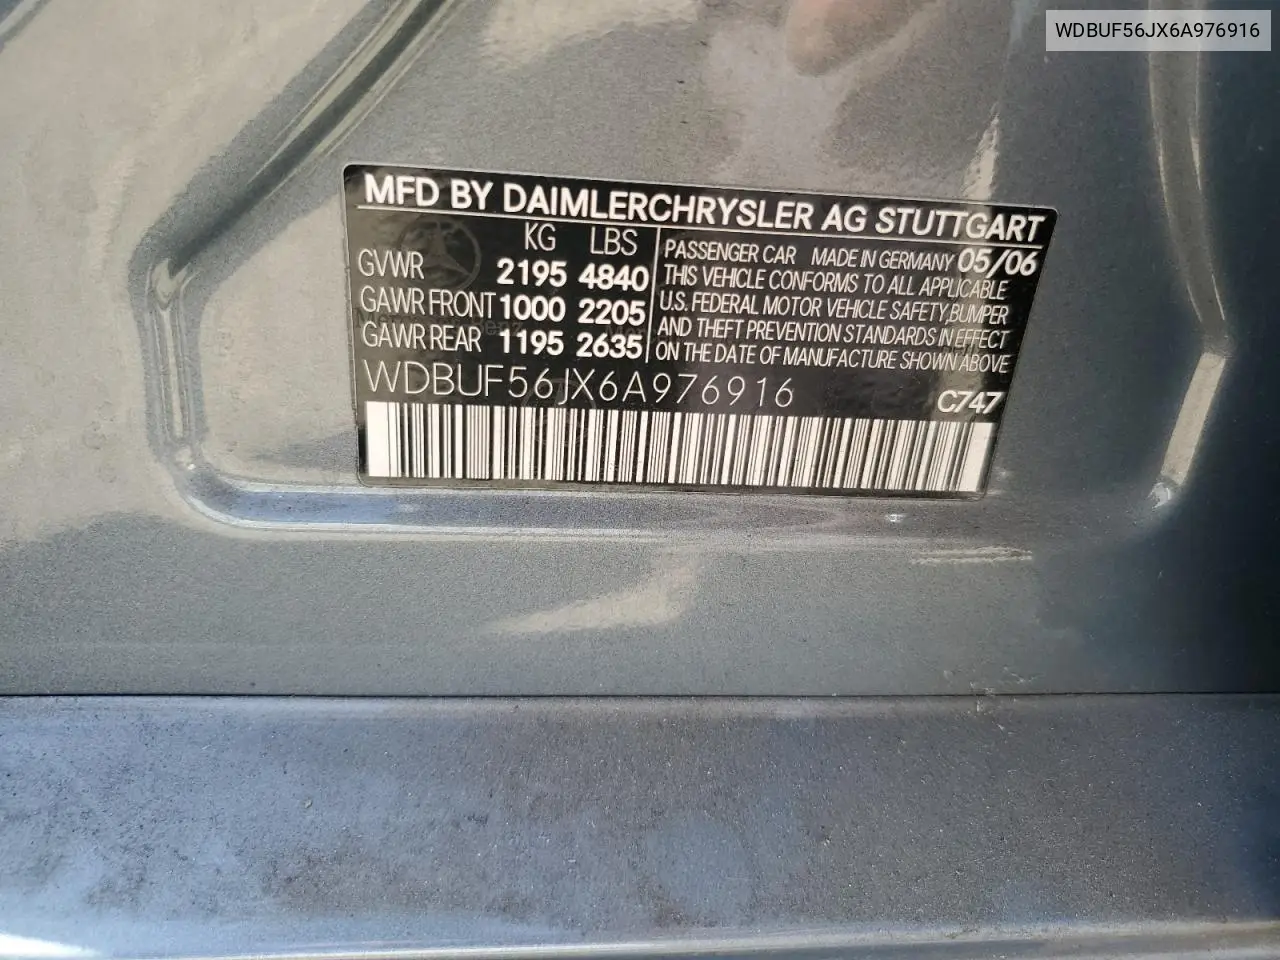 WDBUF56JX6A976916
MFD BY DAIMLERCHRYSLER AG STUTTGART
KG LBS
GVWR 2195 4840
GAWR FRONT 1000 2205
GAWR REAR 1195 2635
PASSENGER CAR MADE IN GERMANY 05/06
THIS VEHICLE CONFORMS TO ALL APPLICABLE
U.S. FEDERAL MOTOR VEHICLE SAFETY, BUMPER
AND THEFT PREVENTION STANDARDS IN EFFECT
ON THE DATE OF MANUFACTURE SHOWN ABOVE
WDBUF56JX6A976916
C747